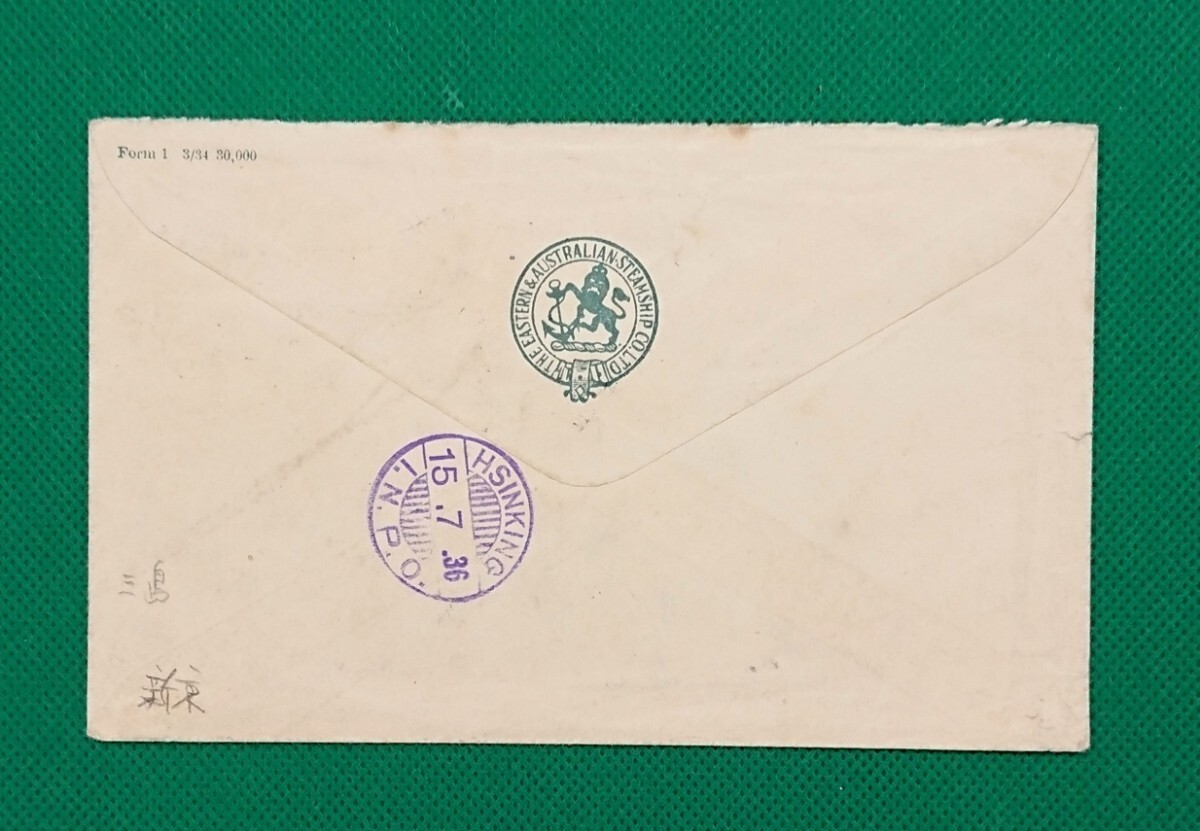 Form 1 3/34 30,000
THE EASTERN & AUSTRALIAN STEAMSHIP CO. LTD
HSINKING
15.7.36
I.N.P.O.
三島
新京